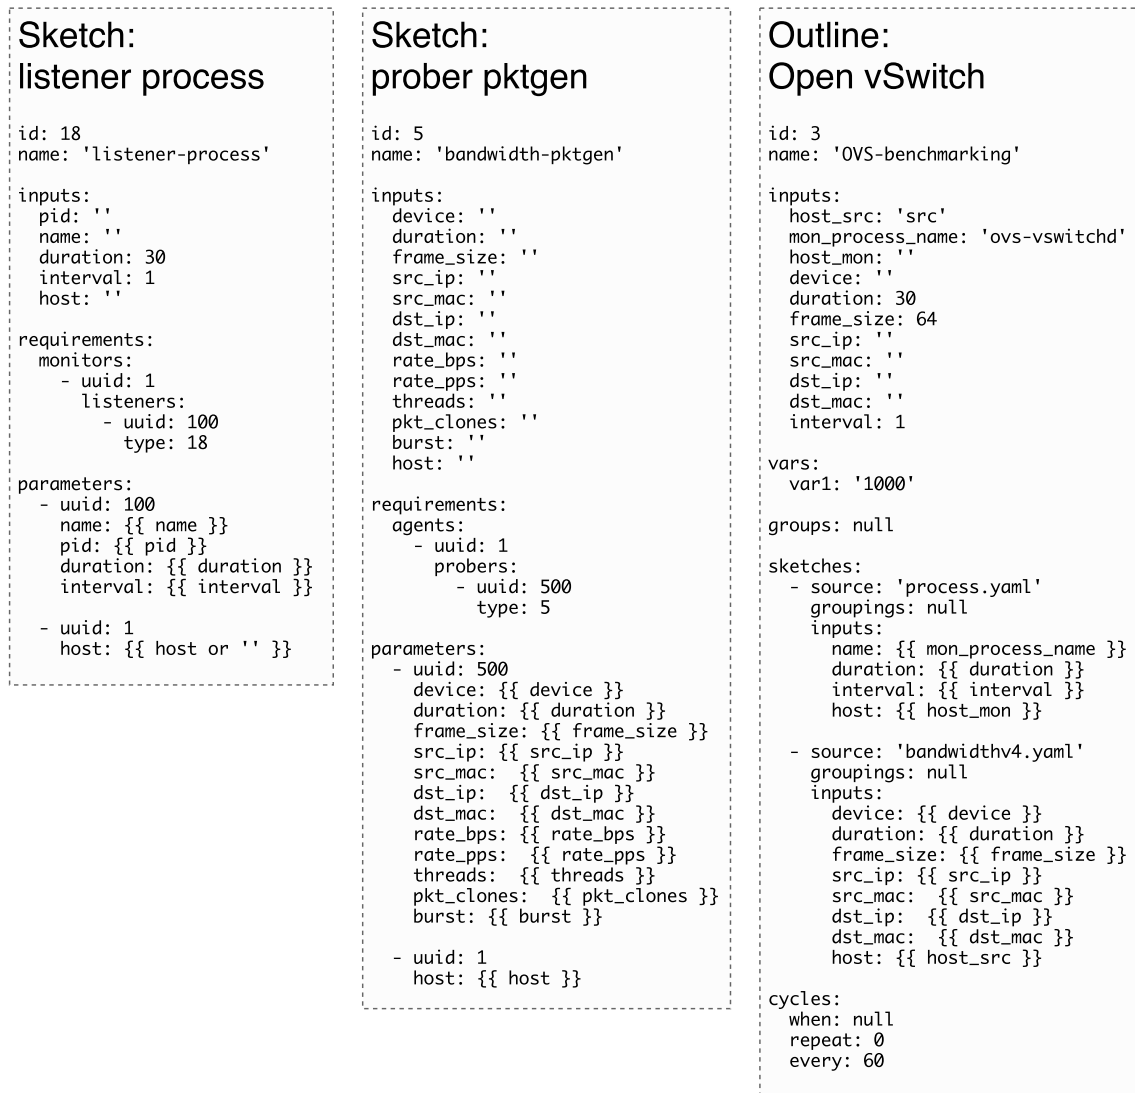 Sketch:
listener process
id: 18
name: 'listener-process'
inputs:
  pid: ''
  name: ''
  duration: 30
  interval: 1
  host: ''
requirements:
  monitors:
    - uuid: 1
      listeners:
        - uuid: 100
          type: 18
parameters:
  - uuid: 100
    name: {{ name }}
    pid: {{ pid }}
    duration: {{ duration }}
    interval: {{ interval }}
  - uuid: 1
    host: {{ host or '' }}
Sketch:
prober pktgen
id: 5
name: 'bandwidth-pktgen'
inputs:
  device: ''
  duration: ''
  frame_size: ''
  src_ip: ''
  src_mac: ''
  dst_ip: ''
  dst_mac: ''
  rate_bps: ''
  rate_pps: ''
  threads: ''
  pkt_clones: ''
  burst: ''
  host: ''
requirements:
  agents:
    - uuid: 1
      probers:
        - uuid: 500
          type: 5
parameters:
  - uuid: 500
    device: {{ device }}
    duration: {{ duration }}
    frame_size: {{ frame_size }}
    src_ip: {{ src_ip }}
    src_mac:  {{ src_mac }}
    dst_ip:  {{ dst_ip }}
    dst_mac:  {{ dst_mac }}
    rate_bps: {{ rate_bps }}
    rate_pps:  {{ rate_pps }}
    threads:  {{ threads }}
    pkt_clones:  {{ pkt_clones }}
    burst: {{ burst }}
  - uuid: 1
    host: {{ host }}
Outline:
Open vSwitch
id: 3
name: 'OVS-benchmarking'
inputs:
  host_src: 'src'
  mon_process_name: 'ovs-vswitchd'
  host_mon: ''
  device: ''
  duration: 30
  frame_size: 64
  src_ip: ''
  src_mac: ''
  dst_ip: ''
  dst_mac: ''
  interval: 1
vars:
  var1: '1000'
groups: null
sketches:
  - source: 'process.yaml'
    groupings: null
    inputs:
      name: {{ mon_process_name }}
      duration: {{ duration }}
      interval: {{ interval }}
      host: {{ host_mon }}
  - source: 'bandwidthv4.yaml'
    groupings: null
    inputs:
      device: {{ device }}
      duration: {{ duration }}
      frame_size: {{ frame_size }}
      src_ip: {{ src_ip }}
      src_mac:  {{ src_mac }}
      dst_ip:  {{ dst_ip }}
      dst_mac:  {{ dst_mac }}
      host: {{ host_src }}
cycles:
  when: null
  repeat: 0
  every: 60